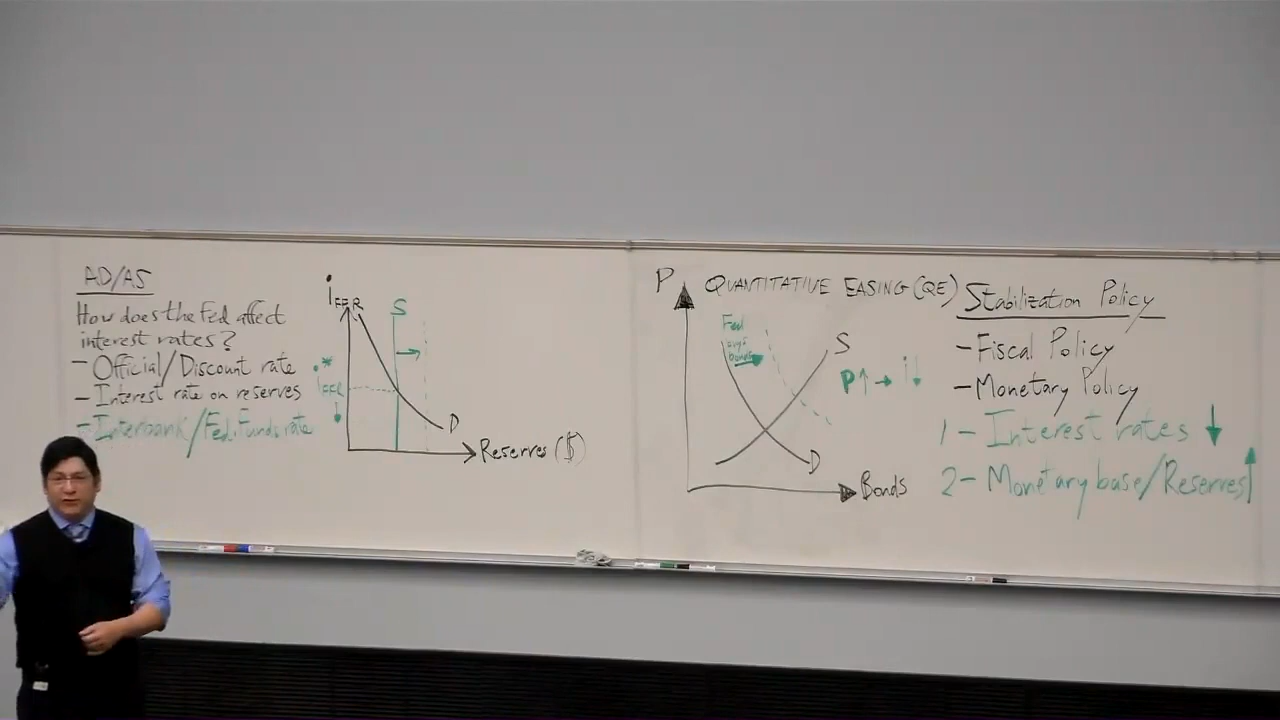 AD/AS
How does the Fed affect
interest rates?
- Official/Discount rate
- Interest rate on reserves
- Interbank/Fed. Funds rate
i FFR
S
i* FFR
D
Reserves ($)
P
QUANTITATIVE EASING (QE)
Fed
buys
bonds
S
P↑ → i↓
D
Bonds
Stabilization Policy
- Fiscal Policy
- Monetary Policy
1 - Interest rates ↓
2 - Monetary base/Reserves ↑